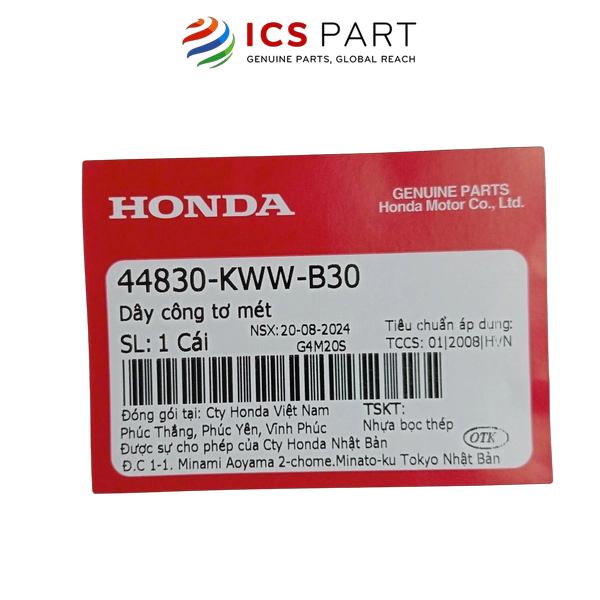 ICS PART
GENUINE PARTS, GLOBAL REACH
HONDA
GENUINE PARTS
Honda Motor Co., Ltd.
44830-KWW-B30
Dây công tơ mét
SL: 1 Cái
NSX:20-08-2024
G4M20S
Tiêu chuẩn áp dụng:
TCCS: 01|2008|HVN
Đóng gói tại: Cty Honda Việt Nam
Phúc Thắng, Phúc Yên, Vĩnh Phúc
Được sự cho phép của Cty Honda Nhật Bản
Đ.C 1-1. Minami Aoyama 2-chome.Minato-ku Tokyo Nhật Bản
TSKT:
Nhựa bọc thép
OTK